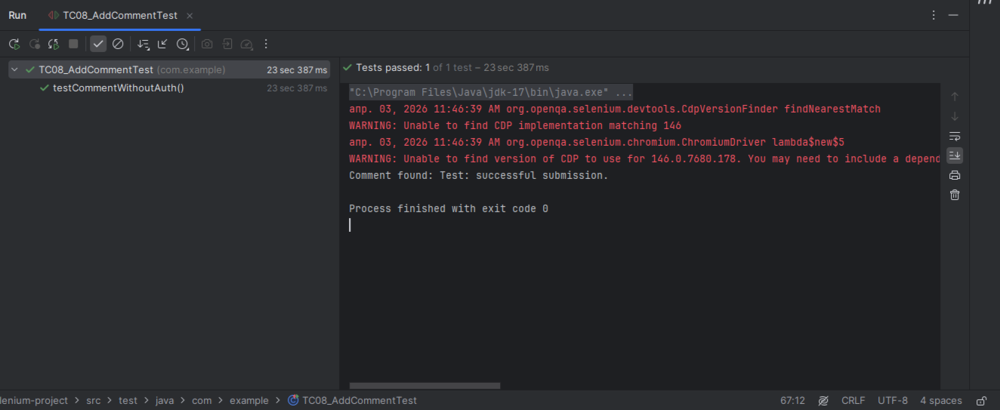 Run TC08_AddCommentTest
TC08_AddCommentTest (com.example) 23 sec 387 ms
testCommentWithoutAuth() 23 sec 387 ms
Tests passed: 1 of 1 test – 23 sec 387 ms
"C:\Program Files\Java\jdk-17\bin\java.exe" ...
апр. 03, 2026 11:46:39 AM org.openqa.selenium.devtools.CdpVersionFinder findNearestMatch
WARNING: Unable to find CDP implementation matching 146
апр. 03, 2026 11:46:39 AM org.openqa.selenium.chromium.ChromiumDriver lambda$new$5
WARNING: Unable to find version of CDP to use for 146.0.7680.178. You may need to include a depend
Comment found: Test: successful submission.
Process finished with exit code 0
lenium-project > src > test > java > com > example > TC08_AddCommentTest 67:12 CRLF UTF-8 4 spaces